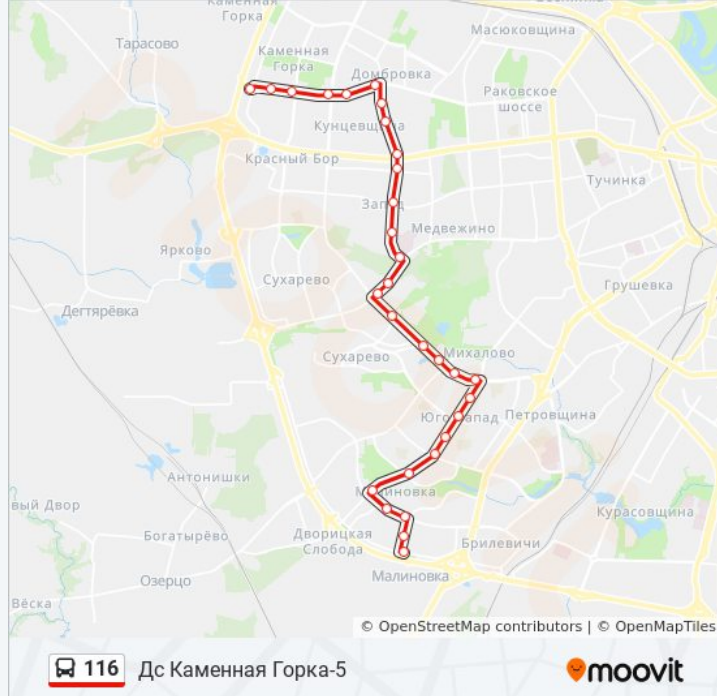 Каменная
Горка
Масюковщина
Тарасово
Каменная
Горка
Домбровка
Раковское
шоссе
Кунцевщина
Красный Бор
Тучинка
Запад
Медвежино
Ярково
Сухарево
Грушевка
Дегтярёвка
Сухарево
Михалово
Юго-Запад
Петровщина
Антонишки
Малиновка
вый Двор
Курасовщина
Богатырёво
Дворицкая
Слобода
Брилевичи
Озерцо
Малиновка
Вёска
© OpenStreetMap contributors | © OpenMapTiles
116 Дс Каменная Горка-5
moovit